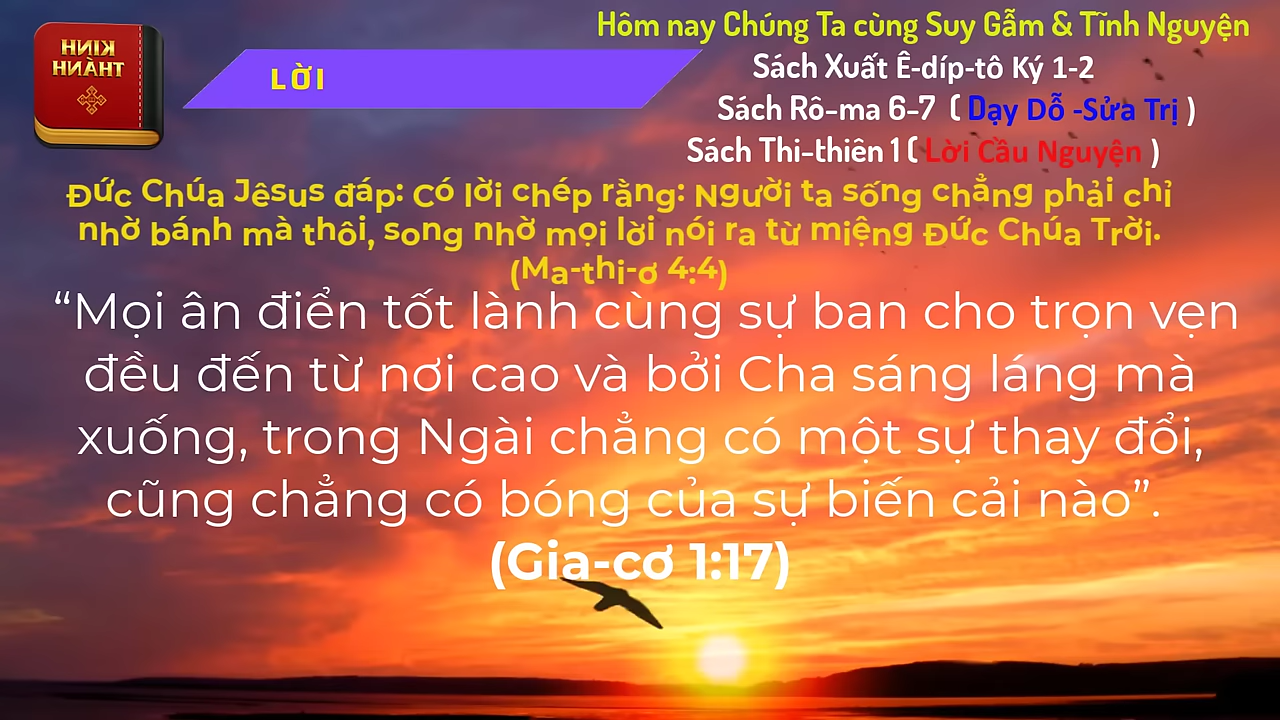 KINH
THÀNH
LỜI
Hôm nay Chúng Ta cùng Suy Gẫm & Tĩnh Nguyện
Sách Xuất Ê-díp-tô Ký 1-2
Sách Rô-ma 6-7 ( Dạy Dỗ -Sửa Trị )
Sách Thi-thiên 1 ( Lời Cầu Nguyện )
Đức Chúa Jêsus đáp: Có lời chép rằng: Người ta sống chẳng phải chỉ
nhờ bánh mà thôi, song nhờ mọi lời nói ra từ miệng Đức Chúa Trời.
(Ma-thi-ơ 4:4)
“Mọi ân điển tốt lành cùng sự ban cho trọn vẹn
đều đến từ nơi cao và bởi Cha sáng láng mà
xuống, trong Ngài chẳng có một sự thay đổi,
cũng chẳng có bóng của sự biến cải nào”.
(Gia-cơ 1:17)